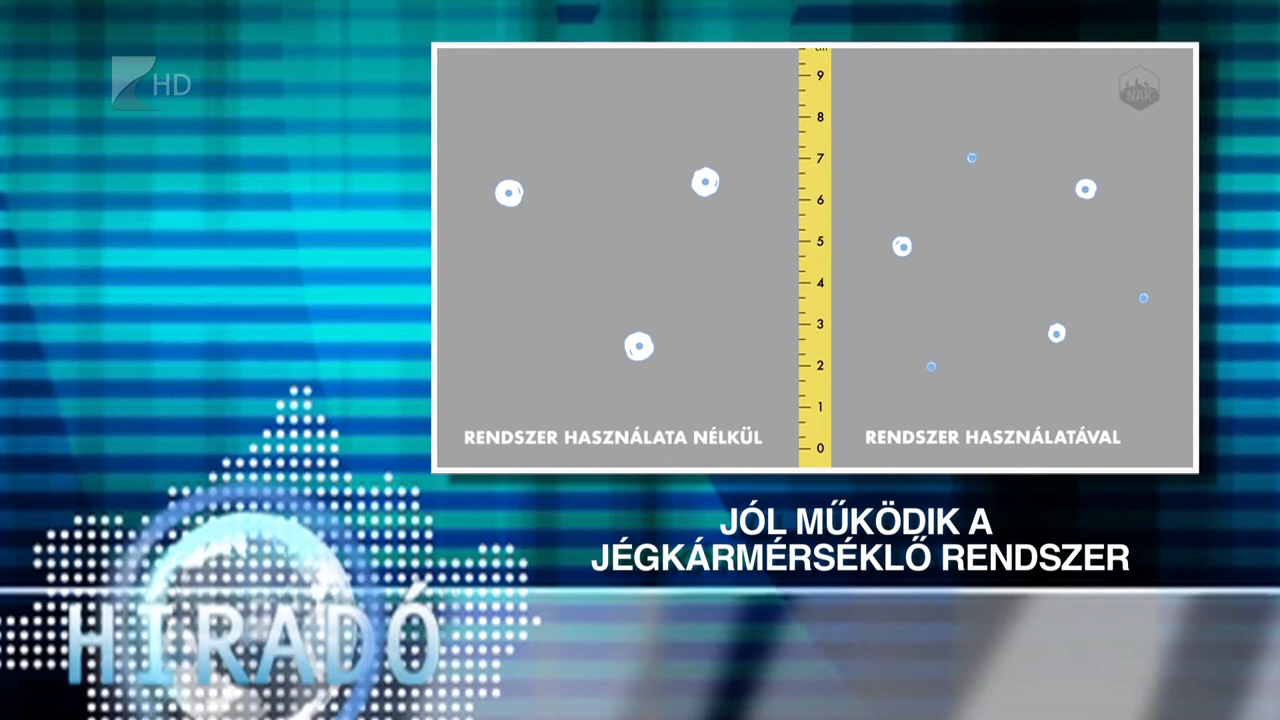 HD
cm
9
8
7
6
5
4
3
2
1
0
NAK
RENDSZER HASZNÁLATA NÉLKÜL
RENDSZER HASZNÁLATÁVAL
JÓL MŰKÖDIK A
JÉGKÁRMÉRSÉKLŐ RENDSZER
HIRADÓ